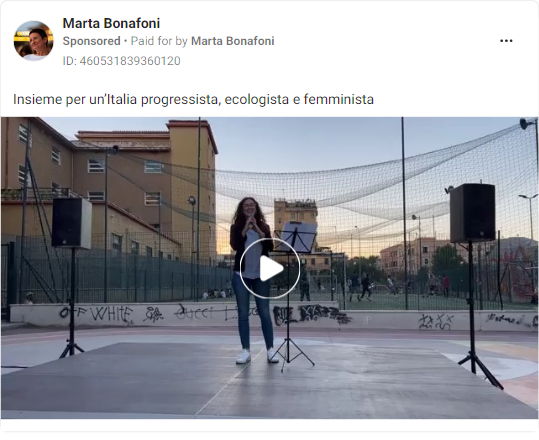 Marta Bonafoni
Sponsored • Paid for by Marta Bonafoni
ID: 460531839360120
Insieme per un’Italia progressista, ecologista e femminista
OFF WHITE
GUCCI